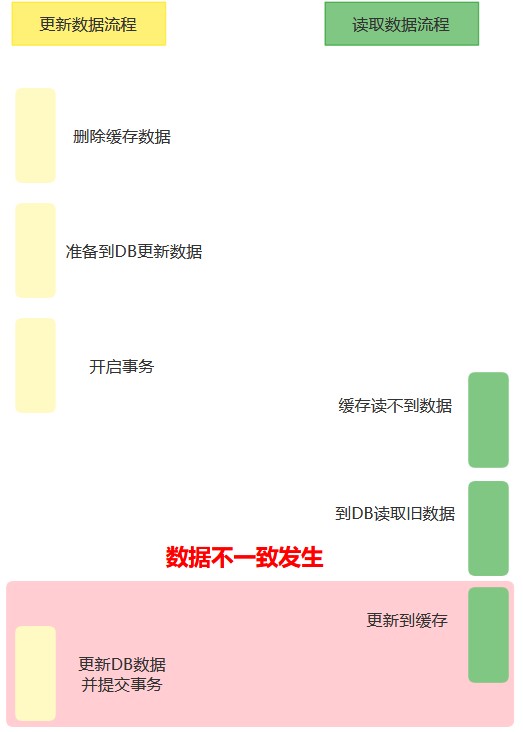 更新数据流程
读取数据流程
删除缓存数据
准备到DB更新数据
开启事务
缓存读不到数据
到DB读取旧数据
数据不一致发生
更新到缓存
更新DB数据
并提交事务